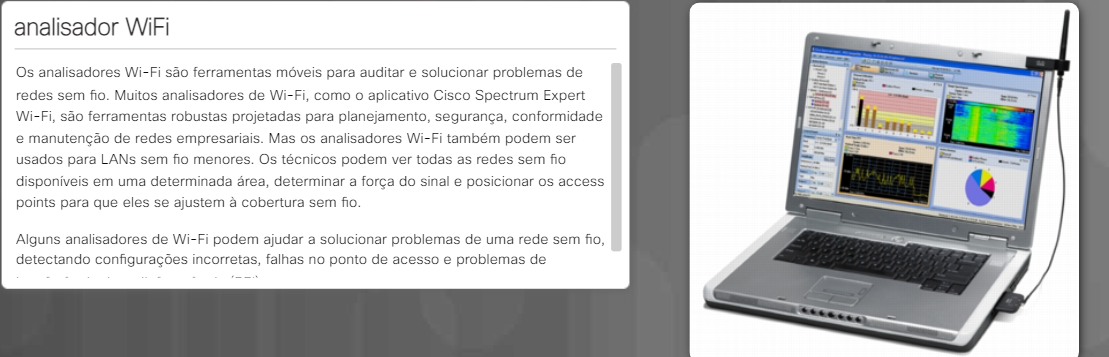 analisador WiFi
Os analisadores Wi-Fi são ferramentas móveis para auditar e solucionar problemas de
redes sem fio. Muitos analisadores de Wi-Fi, como o aplicativo Cisco Spectrum Expert
Wi-Fi, são ferramentas robustas projetadas para planejamento, segurança, conformidade
e manutenção de redes empresariais. Mas os analisadores Wi-Fi também podem ser
usados para LANs sem fio menores. Os técnicos podem ver todas as redes sem fio
disponíveis em uma determinada área, determinar a força do sinal e posicionar os access
points para que eles se ajustem à cobertura sem fio.
Alguns analisadores de Wi-Fi podem ajudar a solucionar problemas de uma rede sem fio,
detectando configurações incorretas, falhas no ponto de acesso e problemas de